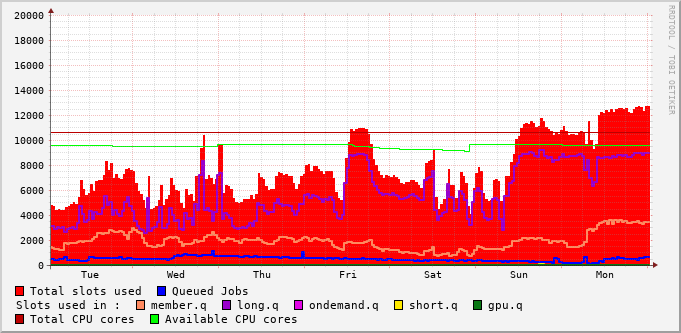 20000
18000
16000
14000
12000
10000
8000
6000
4000
2000
0
Tue Wed Thu Fri Sat Sun Mon
RRDTOOL / TOBI OETIKER
Total slots used Queued Jobs
Slots used in : member.q long.q ondemand.q short.q gpu.q
Total CPU cores Available CPU cores